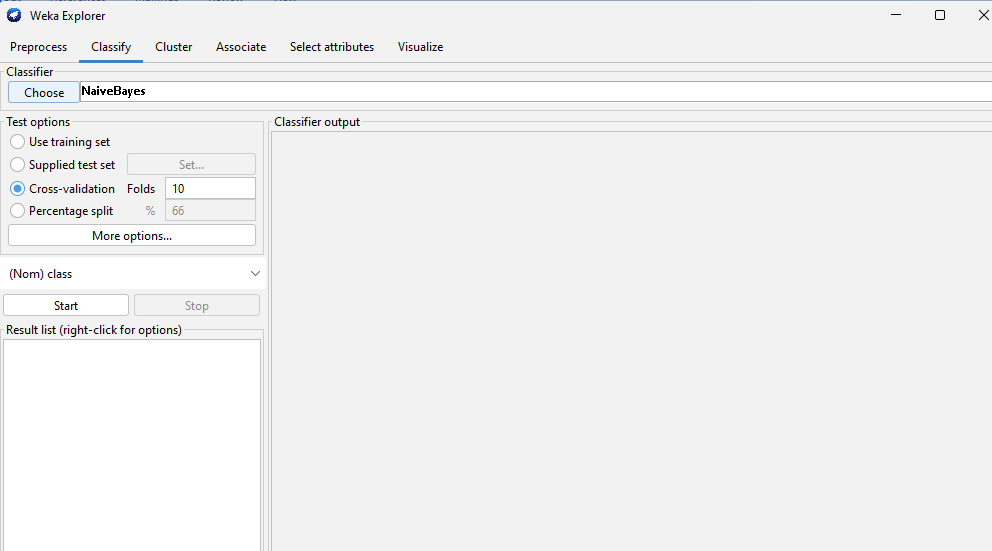 Weka Explorer
Preprocess Classify Cluster Associate Select attributes Visualize
Classifier
Choose NaiveBayes
Test options
Use training set
Supplied test set Set...
Cross-validation Folds 10
Percentage split % 66
More options...
(Nom) class
Start Stop
Result list (right-click for options)
Classifier output